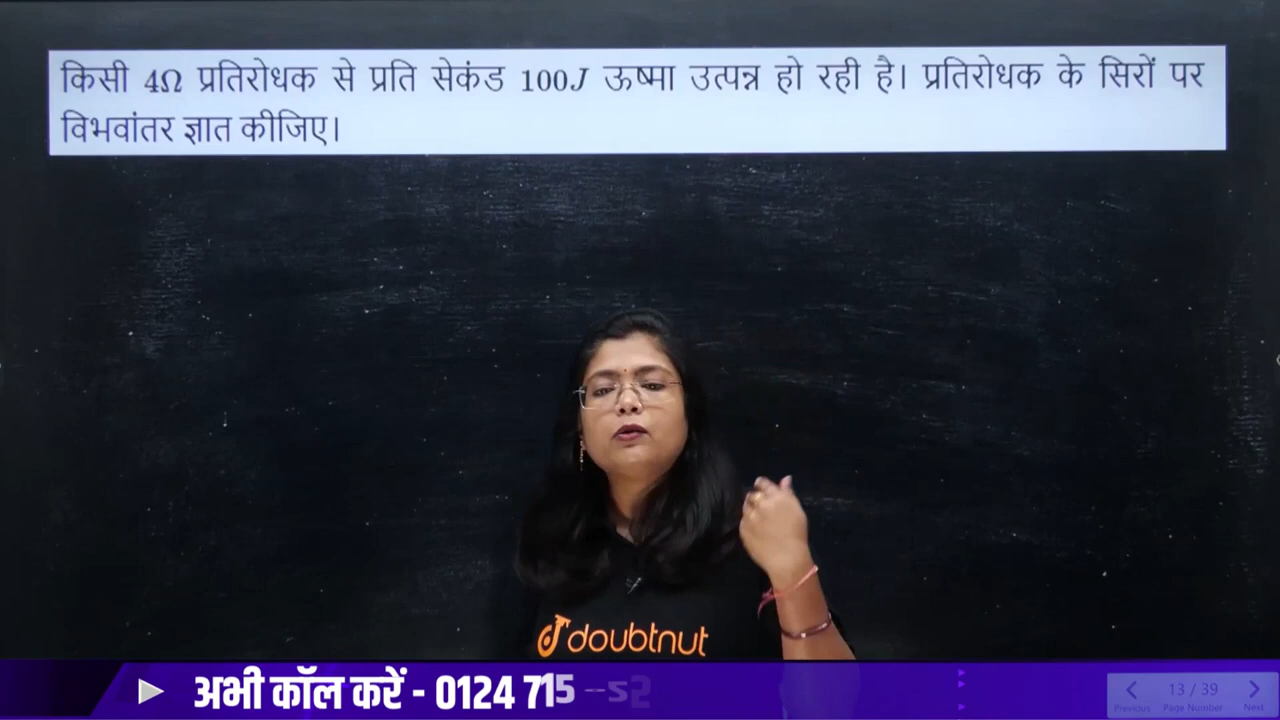 किसी 4Ω प्रतिरोधक से प्रति सेकंड 100J ऊष्मा उत्पन्न हो रही है। प्रतिरोधक के सिरों पर
विभवांतर ज्ञात कीजिए।
doubtnut
अभी कॉल करें - 0124 715
13 / 39
Previous Page Number Next